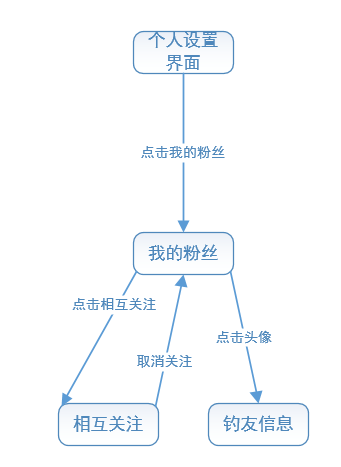 个人设置
界面
点击我的粉丝
我的粉丝
点击相互关注
点击头像
取消关注
相互关注
钓友信息